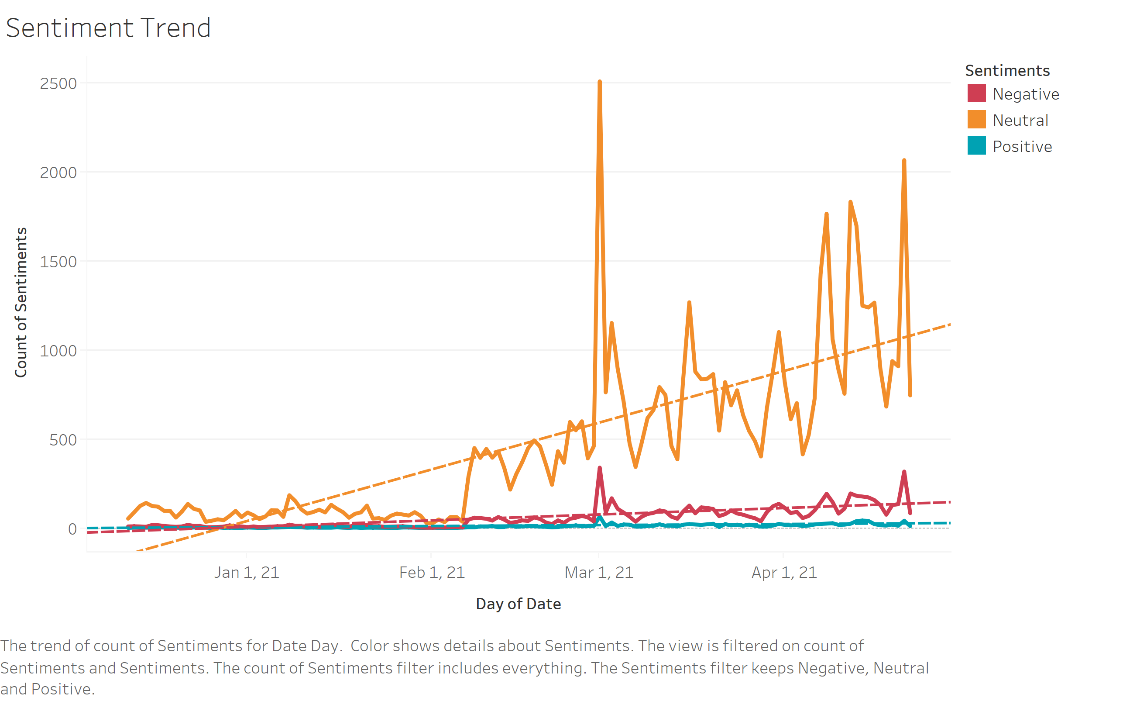 Sentiment Trend
Sentiments
Negative
Neutral
Positive
2500
2000
1500
1000
500
0
Count of Sentiments
Jan 1, 21
Feb 1, 21
Mar 1, 21
Apr 1, 21
Day of Date
The trend of count of Sentiments for Date Day. Color shows details about Sentiments. The view is filtered on count of
Sentiments and Sentiments. The count of Sentiments filter includes everything. The Sentiments filter keeps Negative, Neutral
and Positive.